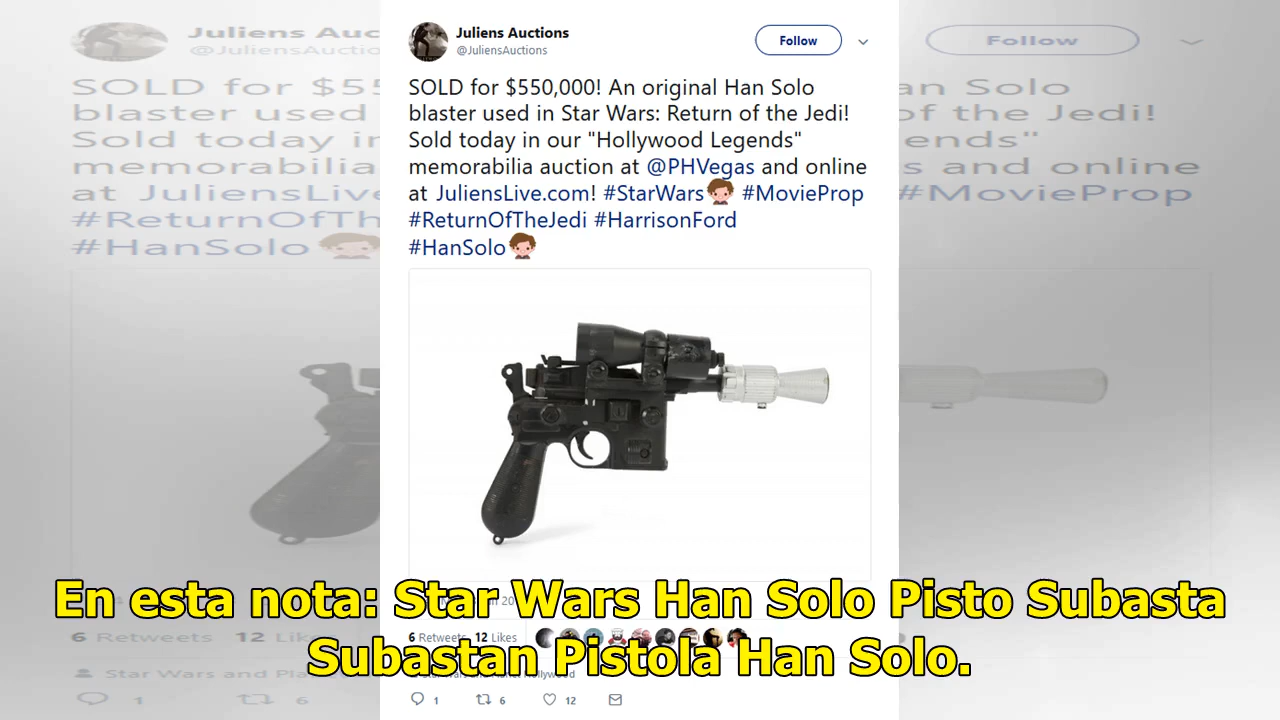 Juliens Auctions
@JuliensAuctions
Follow
SOLD for $550,000! An original Han Solo
blaster used in Star Wars: Return of the Jedi!
Sold today in our "Hollywood Legends"
memorabilia auction at @PHVegas and online
at JuliensLive.com! #StarWars #MovieProp
#ReturnOfTheJedi #HarrisonFord
#HanSolo
En esta nota: Star Wars Han Solo Pisto Subasta
6 Retweets 12 Likes
Subastan Pistola Han Solo.
1 6 12